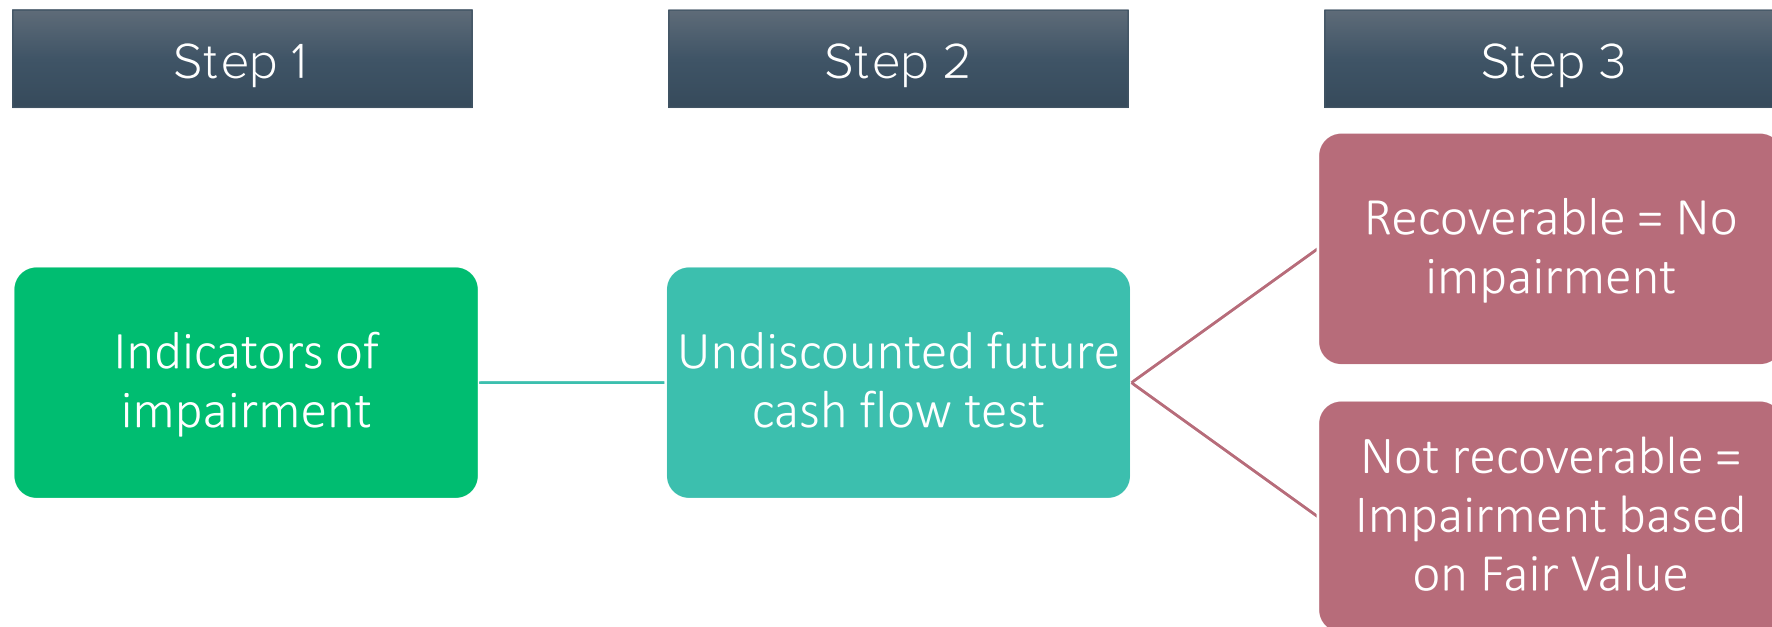 Step 1
Step 2
Step 3
Indicators of
impairment
Undiscounted future
cash flow test
Recoverable = No
impairment
Not recoverable =
Impairment based
on Fair Value